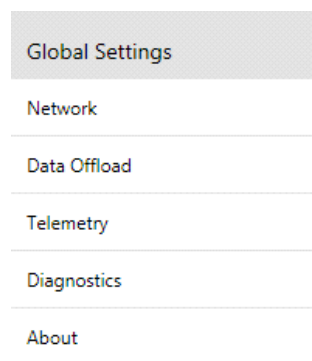 Global Settings
Network
Data Offload
Telemetry
Diagnostics
About